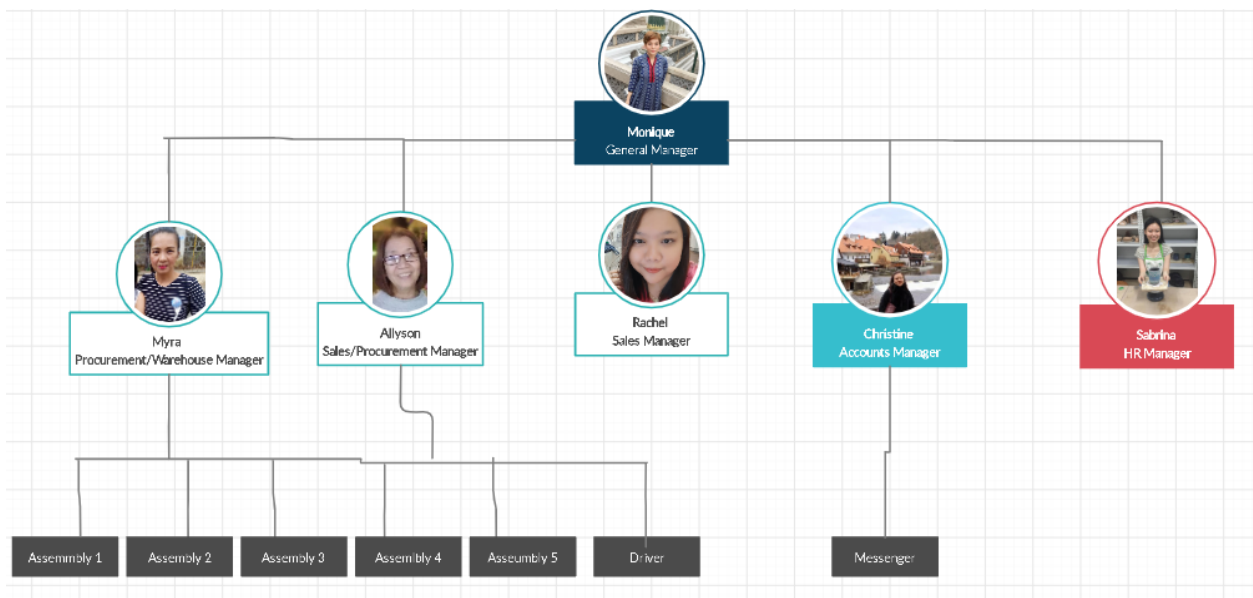 Monique
General Manager
Myra
Procurement/Warehouse Manager
Allyson
Sales/Procurement Manager
Rachel
Sales Manager
Christine
Accounts Manager
Sabrina
HR Manager
Assemmbly 1
Assembly 2
Assembly 3
Assemlbly 4
Asseumbly 5
Driver
Messenger